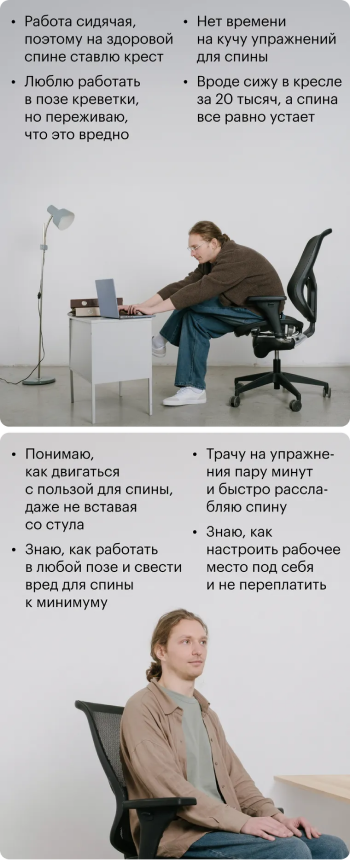 • Работа сидячая,
поэтому на здоровой
спине ставлю крест
• Люблю работать
в позе креветки,
но переживаю,
что это вредно
• Нет времени
на кучу упражнений
для спины
• Вроде сижу в кресле
за 20 тысяч, а спина
все равно устает
• Понимаю,
как двигаться
с пользой для спины,
даже не вставая
со стула
• Знаю, как работать
в любой позе и свести
вред для спины
к минимуму
• Трачу на упражне-
ния пару минут
и быстро рассла-
бляю спину
• Знаю, как
настроить рабочее
место под себя
и не переплатить